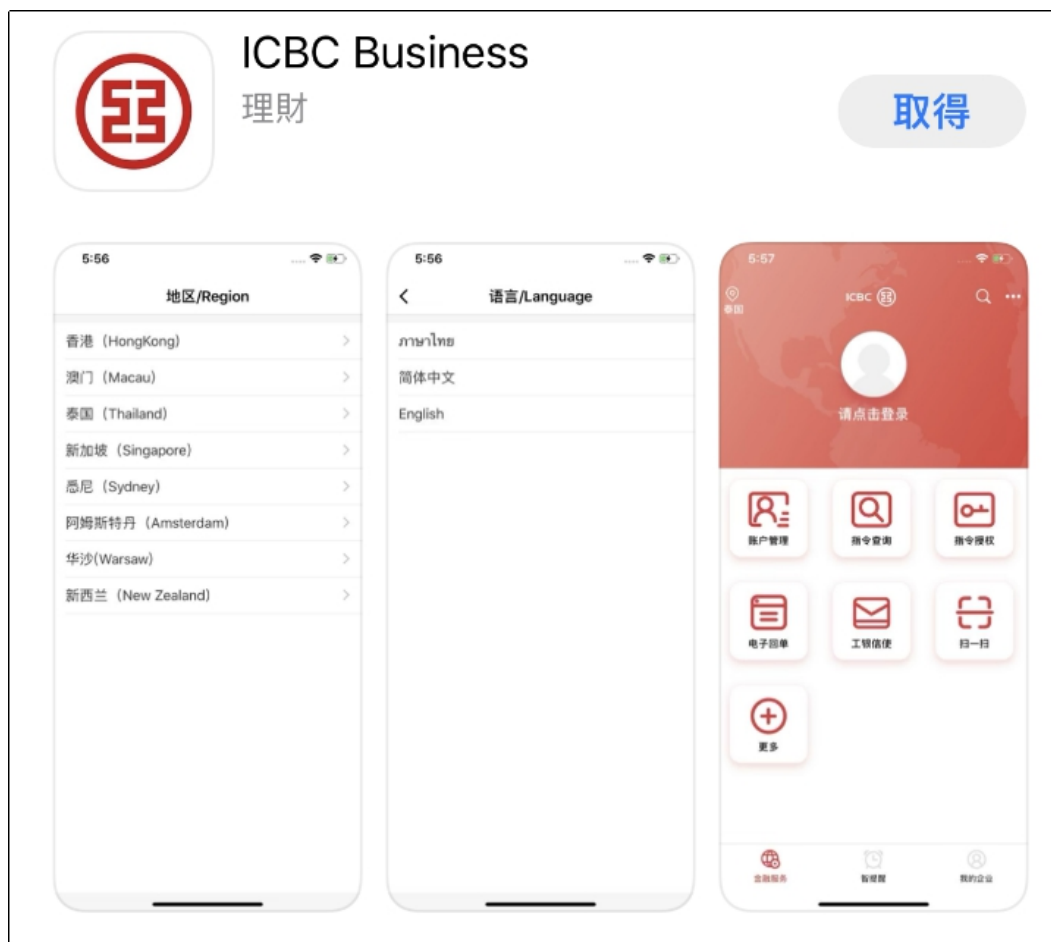 ICBC Business
理財
取得
5:56
地区/Region
香港（HongKong）
澳门（Macau）
泰国（Thailand）
新加坡（Singapore）
悉尼（Sydney）
阿姆斯特丹（Amsterdam）
华沙(Warsaw)
新西兰（New Zealand）
5:56
语言/Language
ภาษาไทย
简体中文
English
5:57
泰国
ICBC
请点击登录
账户管理
指令查询
指令授权
电子回单
工银信使
扫一扫
更多
金融服务
智提醒
我的企业